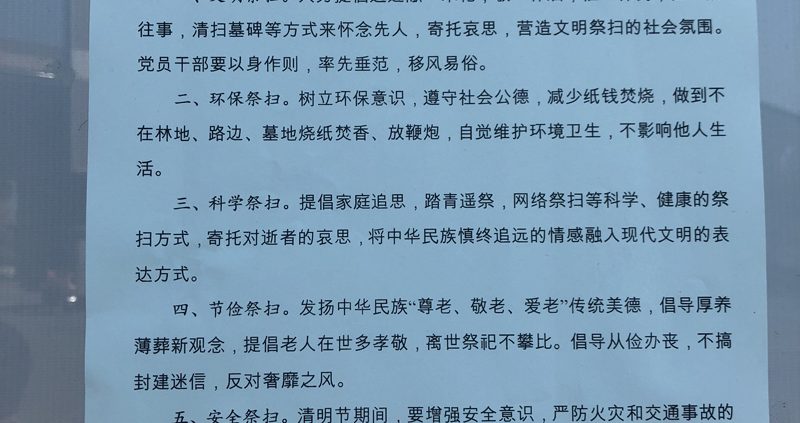 往事，清扫墓碑等方式来怀念先人，寄托哀思，营造文明祭扫的社会氛围。
党员干部要以身作则，率先垂范，移风易俗。
二、环保祭扫。树立环保意识，遵守社会公德，减少纸钱焚烧，做到不
在林地、路边、墓地烧纸焚香、放鞭炮，自觉维护环境卫生，不影响他人生
活。
三、科学祭扫。提倡家庭追思，踏青遥祭，网络祭扫等科学、健康的祭
扫方式，寄托对逝者的哀思，将中华民族慎终追远的情感融入现代文明的表
达方式。
四、节俭祭扫。发扬中华民族“尊老、敬老、爱老”传统美德，倡导厚养
薄葬新观念，提倡老人在世多孝敬，离世祭祀不攀比。倡导从俭办丧，不搞
封建迷信，反对奢靡之风。
五、安全祭扫。清明节期间，要增强安全意识，严防火灾和交通事故的